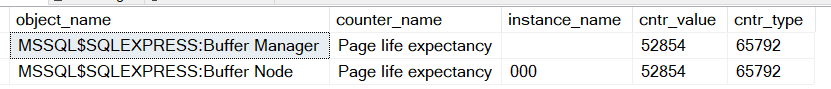 object_name counter_name instance_name cntr_value cntr_type
MSSQL$SQLEXPRESS:Buffer Manager Page life expectancy 52854 65792
MSSQL$SQLEXPRESS:Buffer Node Page life expectancy 000 52854 65792